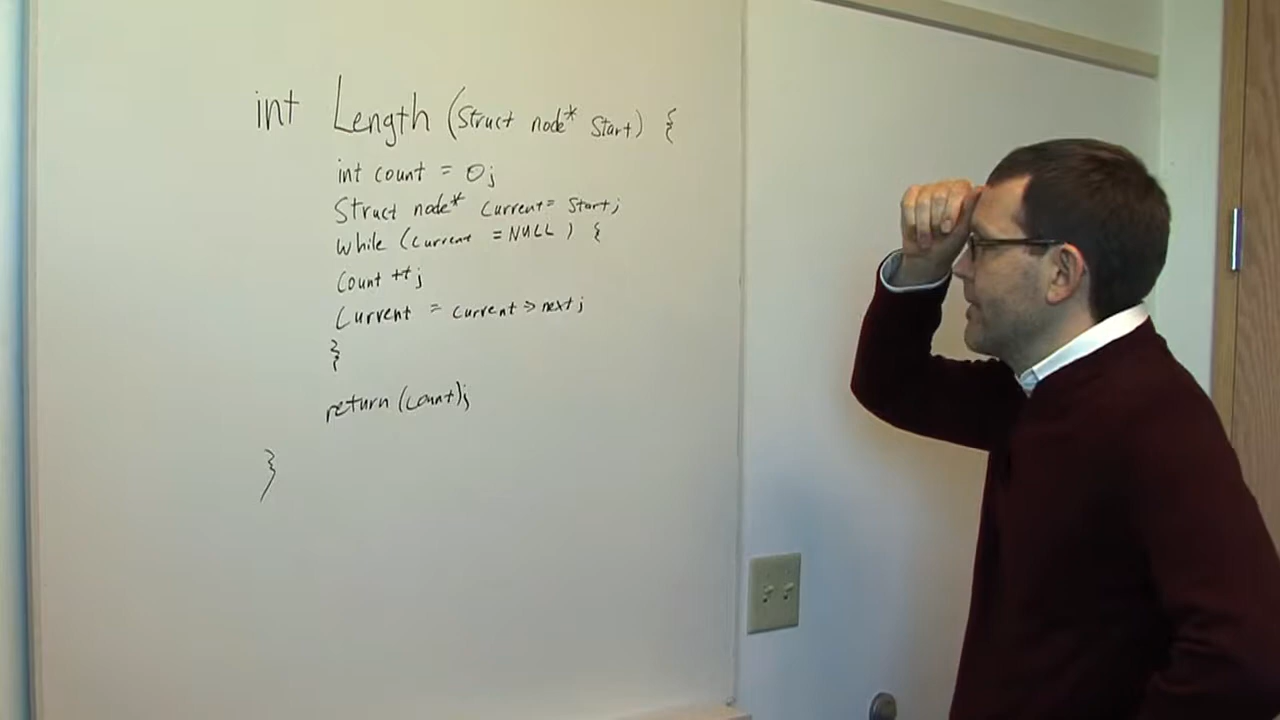 int Length (Struct node* Start) {
int count = 0;
Struct node* Current = Start;
while (Current = NULL) {
Count ++;
Current = current > next;
}
return (Count);
}